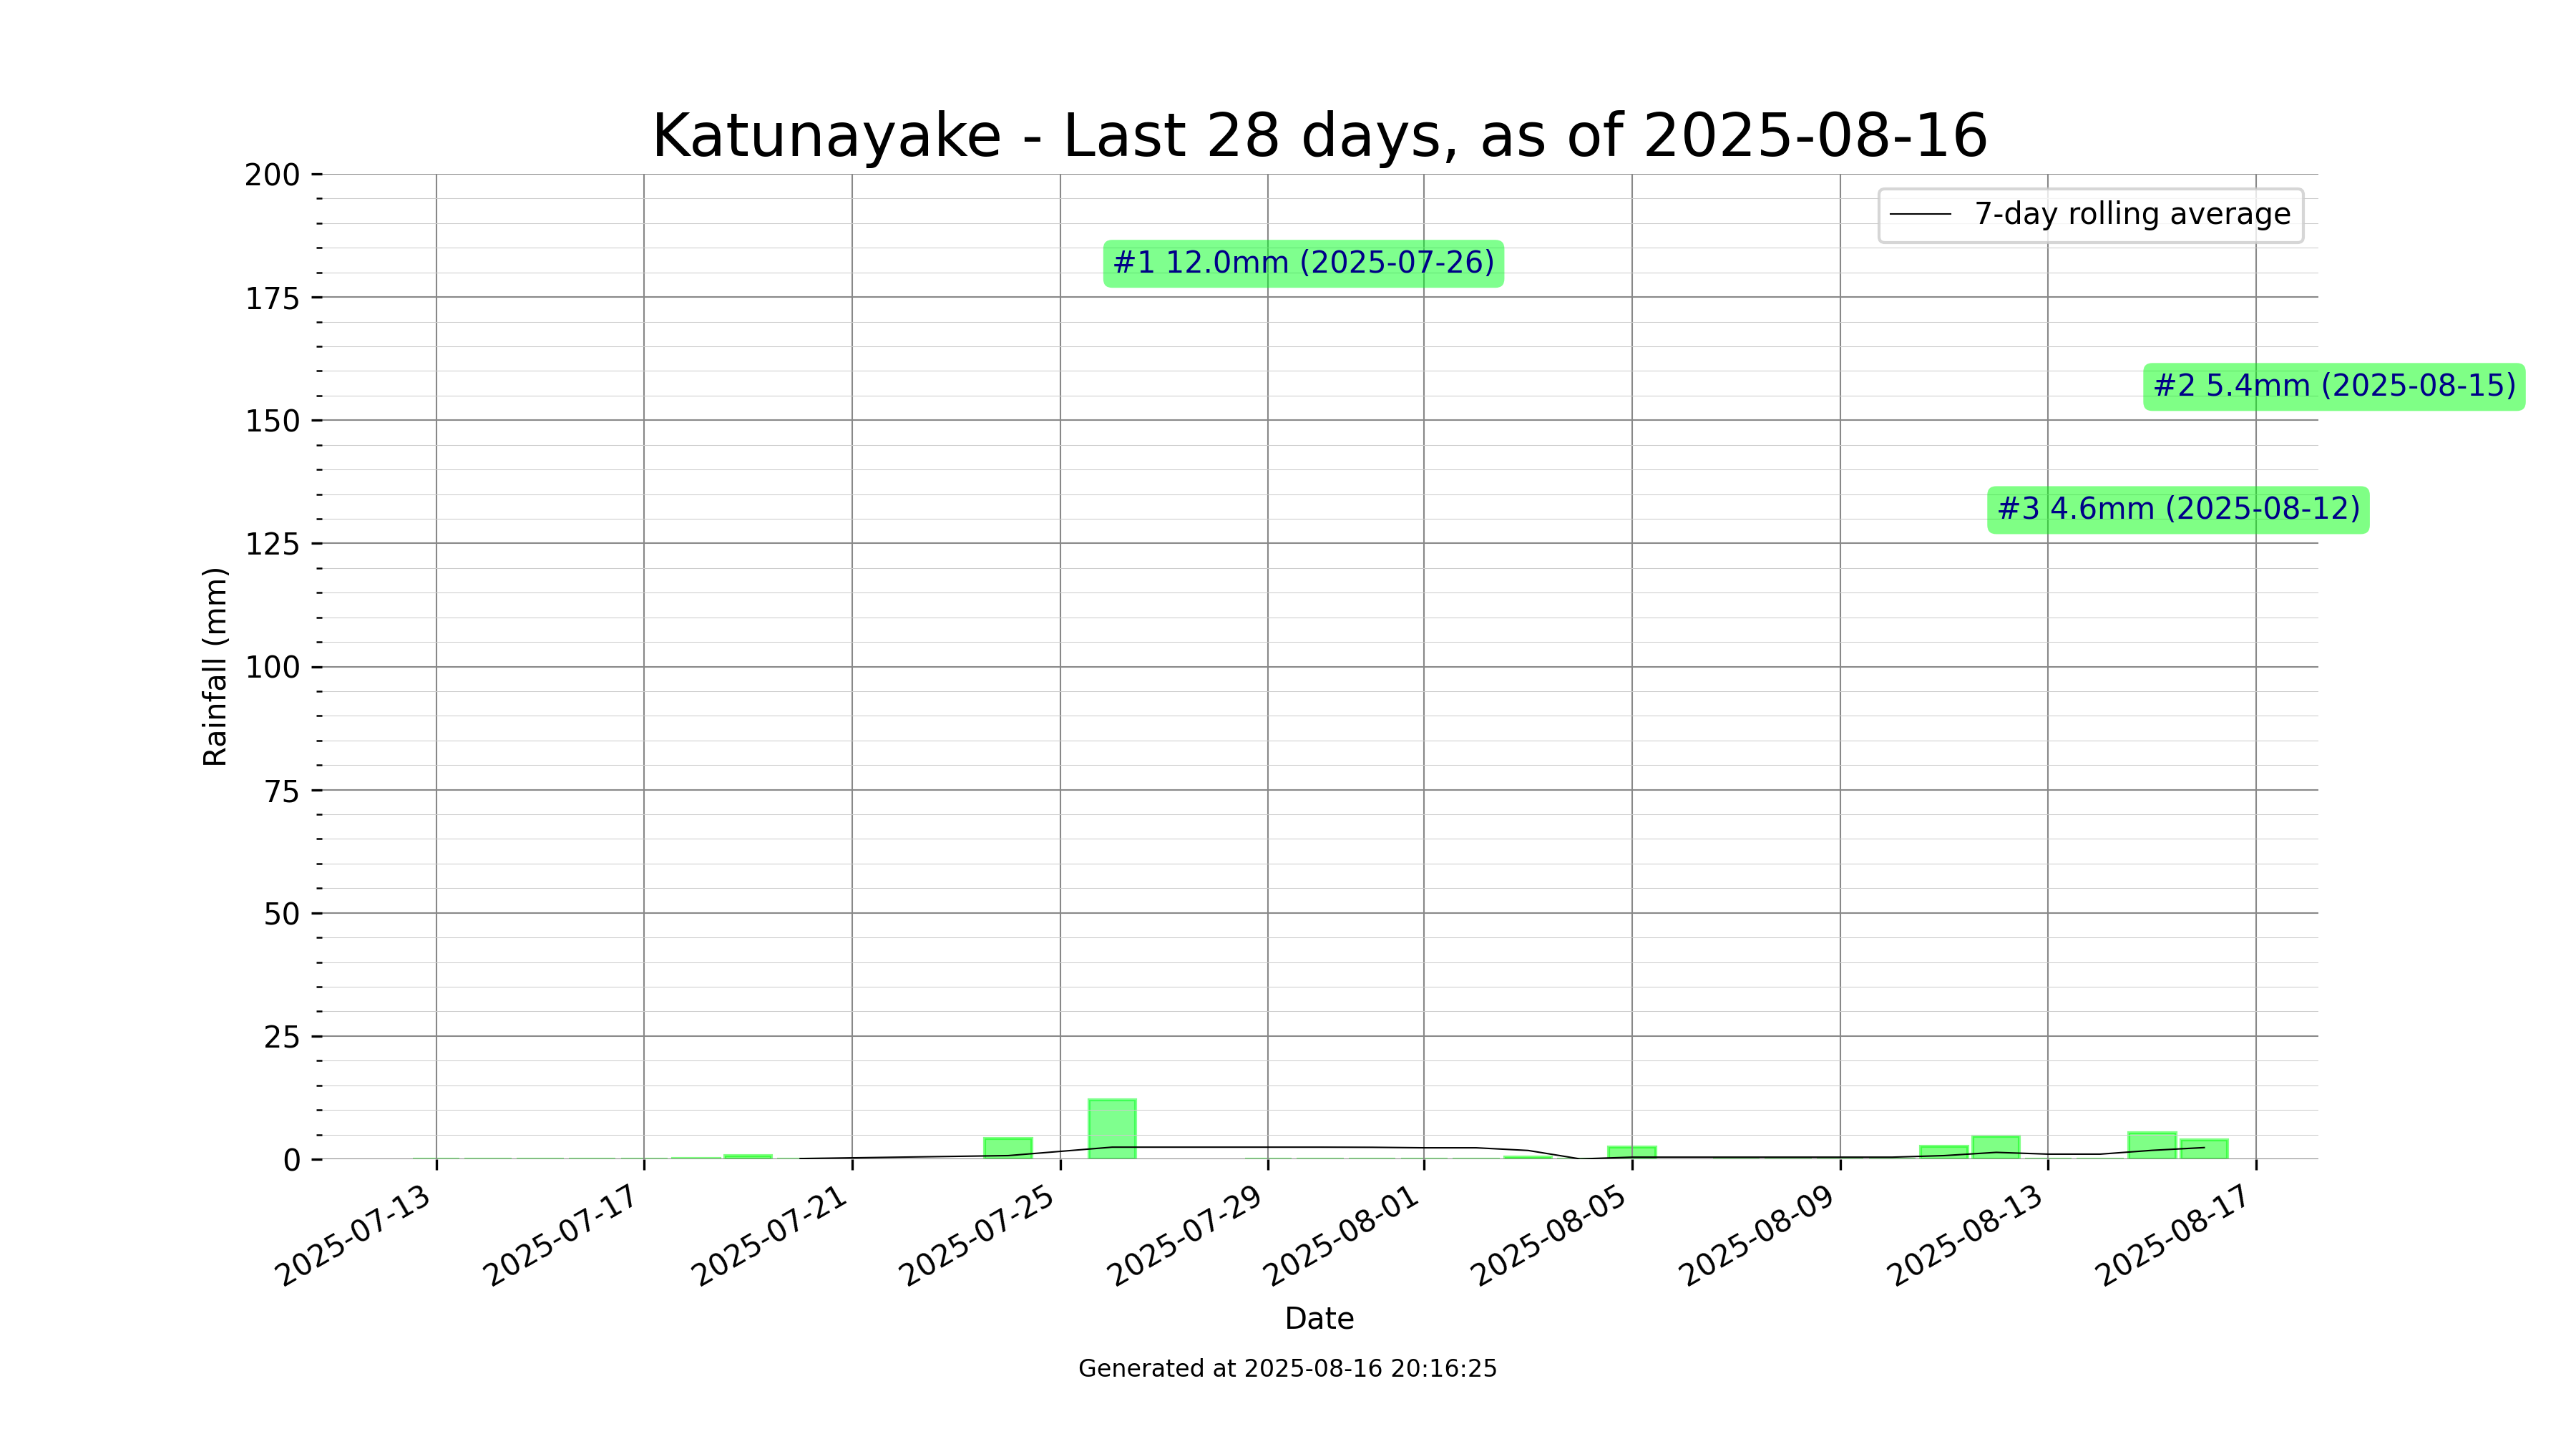 Katunayake - Last 28 days, as of 2025-08-16
7-day rolling average
#1 12.0mm (2025-07-26)
#2 5.4mm (2025-08-15)
#3 4.6mm (2025-08-12)
Rainfall (mm)
200
175
150
125
100
75
50
25
0
2025-07-13
2025-07-17
2025-07-21
2025-07-25
2025-07-29
2025-08-01
2025-08-05
2025-08-09
2025-08-13
2025-08-17
Date
Generated at 2025-08-16 20:16:25